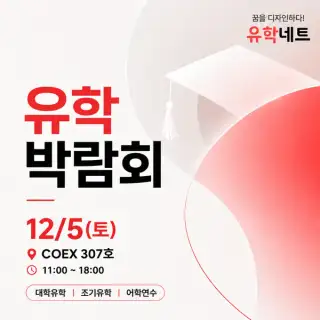 꿈을 디자인하다!
유학네트
유학
박람회
12/5(토)
COEX 307호
11:00 ~ 18:00
대학유학 | 조기유학 | 어학연수